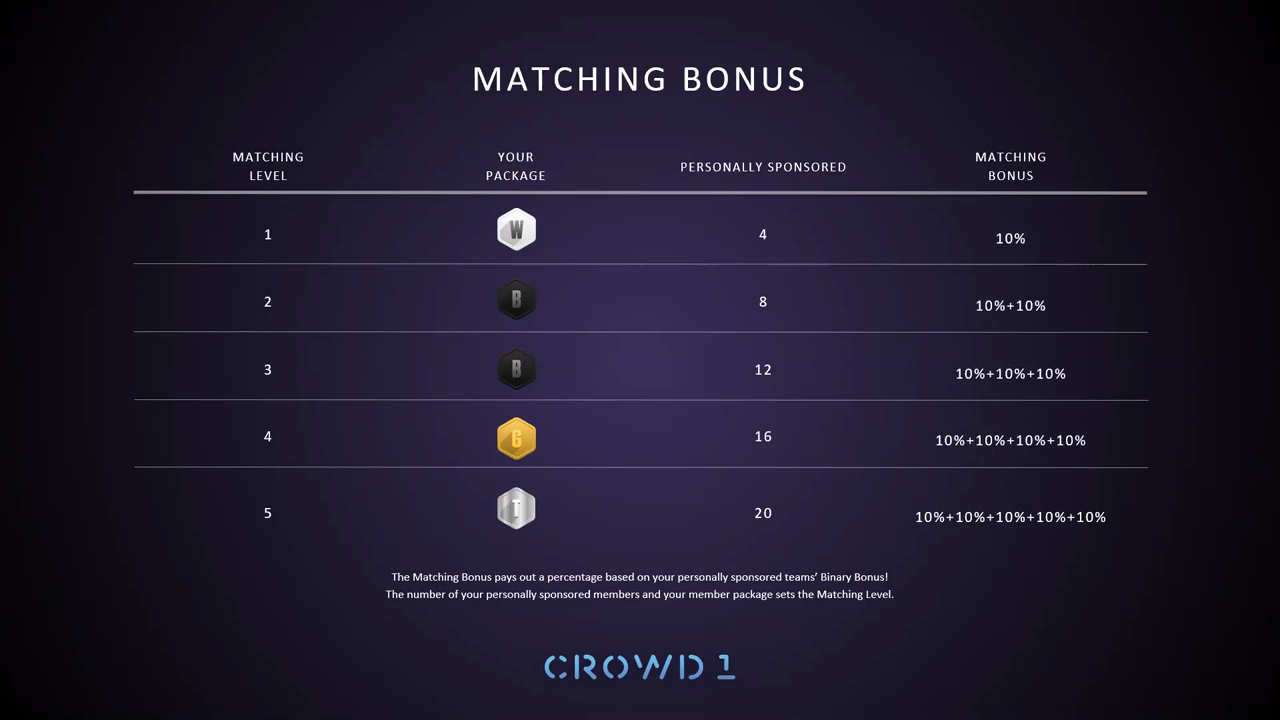 MATCHING BONUS
MATCHING LEVEL YOUR PACKAGE PERSONALLY SPONSORED MATCHING BONUS
1 W 4 10%
2 B 8 10%+10%
3 B 12 10%+10%+10%
4 G 16 10%+10%+10%+10%
5 T 20 10%+10%+10%+10%+10%
The Matching Bonus pays out a percentage based on your personally sponsored teams’ Binary Bonus!
The number of your personally sponsored members and your member package sets the Matching Level.
CROWD 1